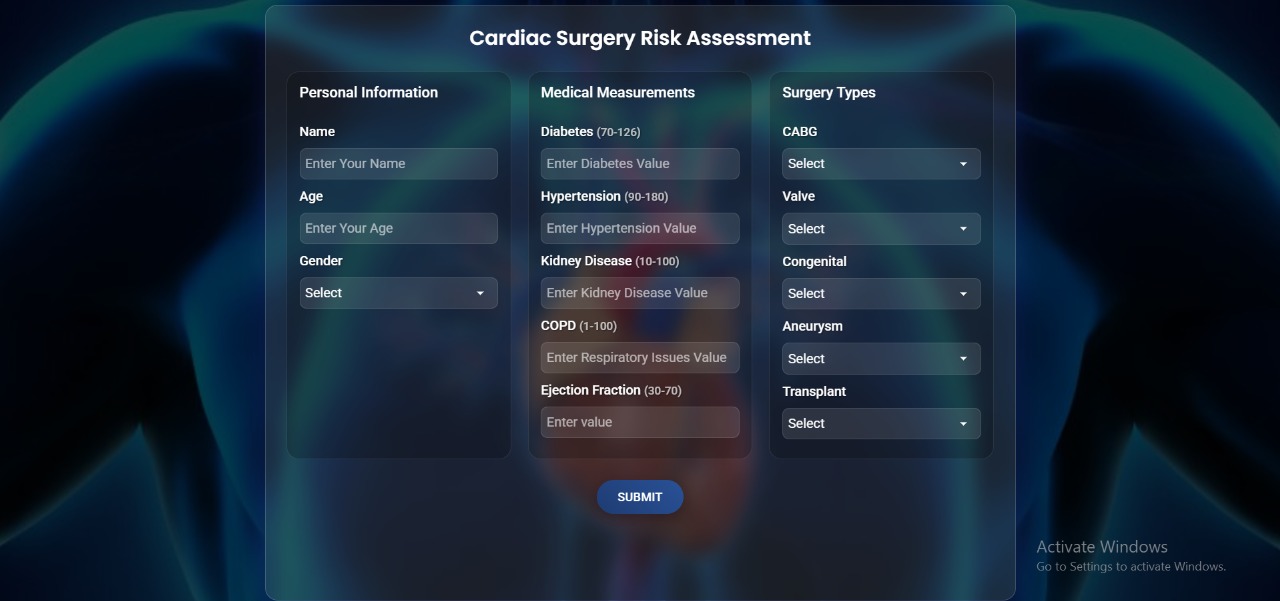 Cardiac Surgery Risk Assessment
Personal Information
Name
Enter Your Name
Age
Enter Your Age
Gender
Select
Medical Measurements
Diabetes (70-126)
Enter Diabetes Value
Hypertension (90-180)
Enter Hypertension Value
Kidney Disease (10-100)
Enter Kidney Disease Value
COPD (1-100)
Enter Respiratory Issues Value
Ejection Fraction (30-70)
Enter value
Surgery Types
CABG
Select
Valve
Select
Congenital
Select
Aneurysm
Select
Transplant
Select
SUBMIT
Activate Windows
Go to Settings to activate Windows.